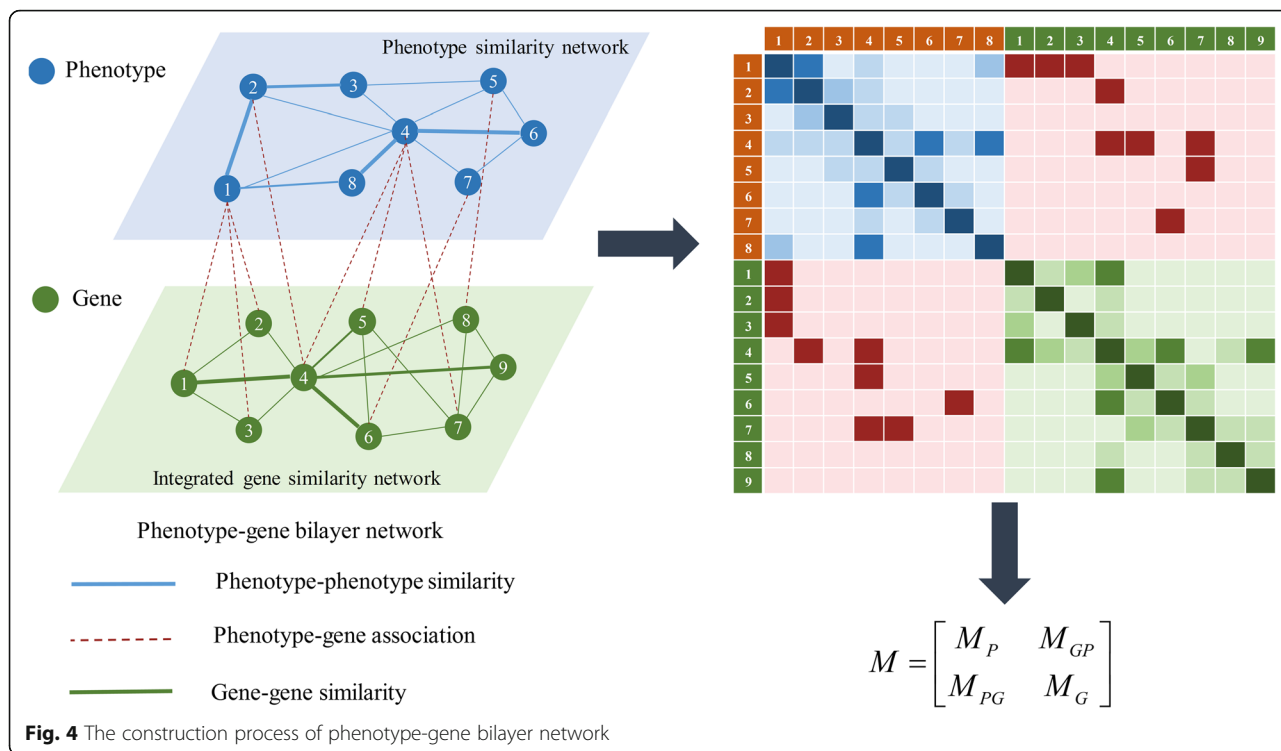 Phenotype
Phenotype similarity network
2
3
5
4
6
1
8
7
Gene
2
5
8
1
4
9
3
6
7
Integrated gene similarity network
Phenotype-gene bilayer network
Phenotype-phenotype similarity
Phenotype-gene association
Gene-gene similarity
1 2 3 4 5 6 7 8 1 2 3 4 5 6 7 8 9
1
2
3
4
5
6
7
8
1
2
3
4
5
6
7
8
9
M = [ M_P M_GP
M_PG M_G ]
Fig. 4 The construction process of phenotype-gene bilayer network